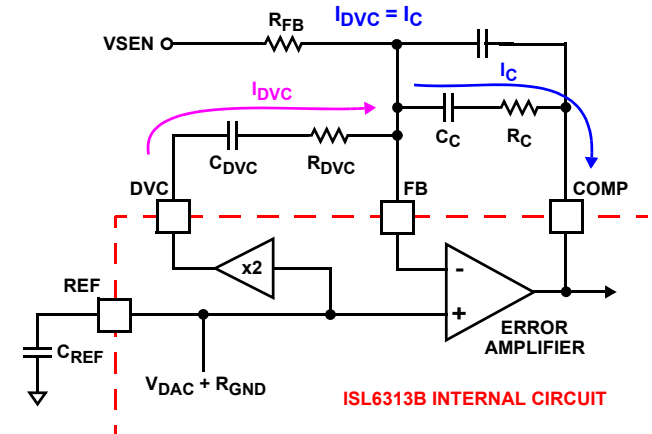 RFB
IDVC = IC
VSEN
IC
IDVC
CC
RC
CDVC
RDVC
DVC
FB
COMP
x2
-
REF
+
ERROR
AMPLIFIER
CREF
VDAC + RGND
ISL6313B INTERNAL CIRCUIT